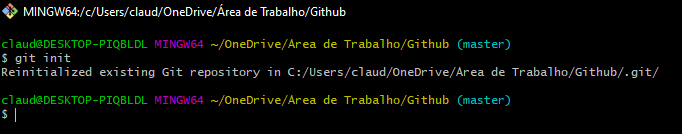 MINGW64:/c/Users/claud/OneDrive/Área de Trabalho/Github
claud@DESKTOP-PIQBLDL MINGW64 ~/OneDrive/Área de Trabalho/Github (master)
$ git init
Reinitialized existing Git repository in C:/Users/claud/OneDrive/Área de Trabalho/Github/.git/
claud@DESKTOP-PIQBLDL MINGW64 ~/OneDrive/Área de Trabalho/Github (master)
$